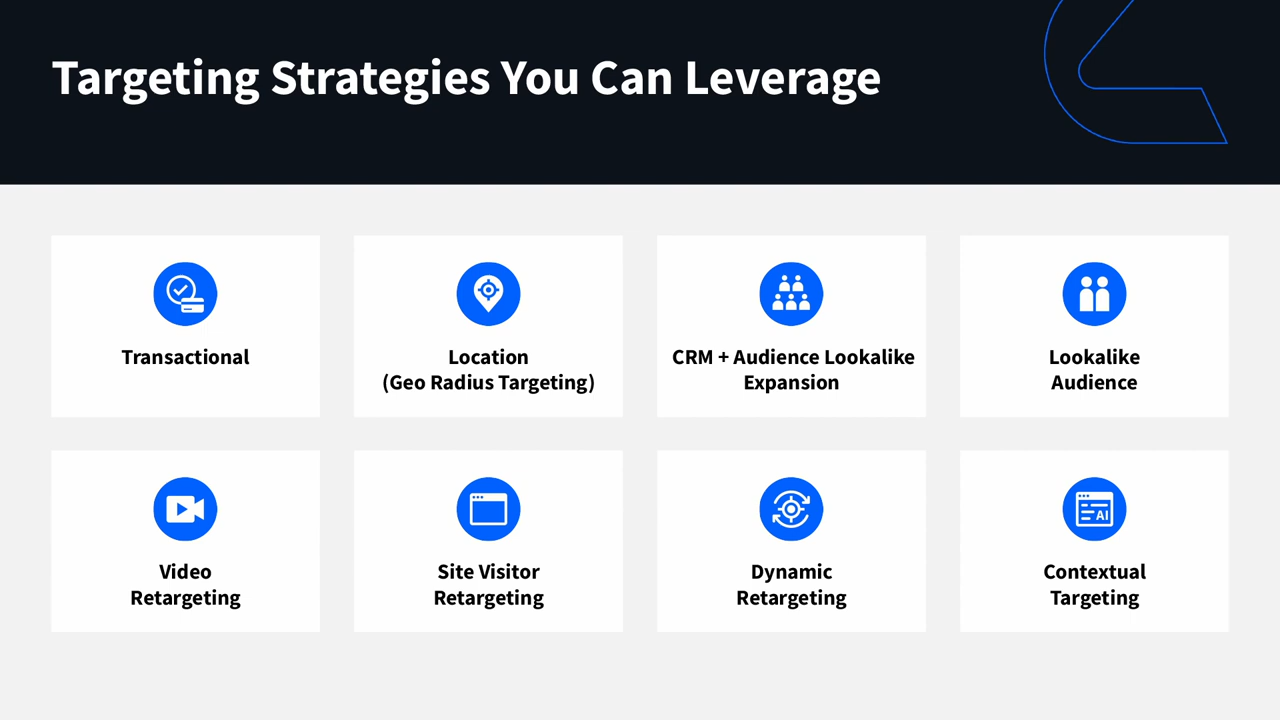 Targeting Strategies You Can Leverage
Transactional
Location
(Geo Radius Targeting)
CRM + Audience Lookalike
Expansion
Lookalike
Audience
Video
Retargeting
Site Visitor
Retargeting
Dynamic
Retargeting
AI
Contextual
Targeting